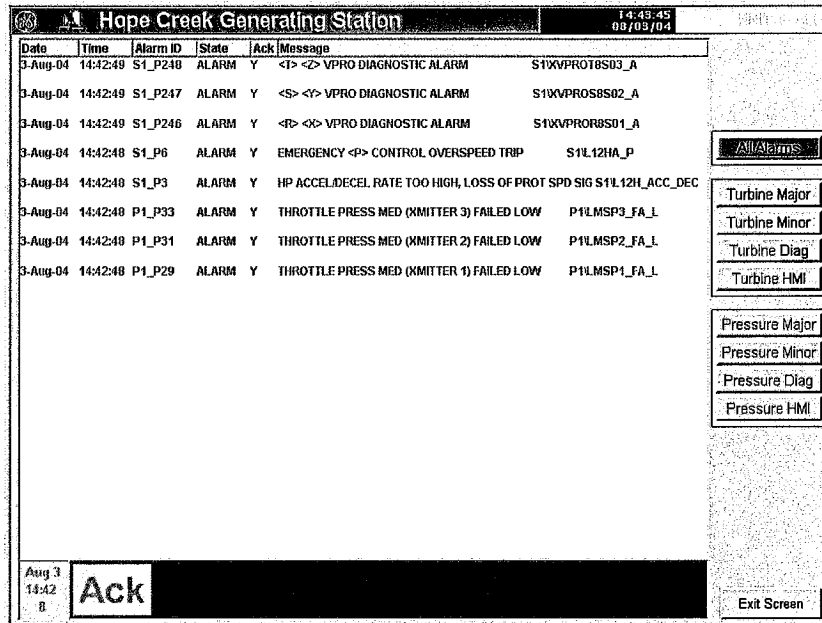 Hope Creek Generating Station 14:43:45
08/03/04
Date Time Alarm ID State Ack Message
3-Aug-04 14:42:49 S1_P248 ALARM Y <T> <Z> VPRO DIAGNOSTIC ALARM S1\XVPROT8S03_A
3-Aug-04 14:42:49 S1_P247 ALARM Y <S> <Y> VPRO DIAGNOSTIC ALARM S1\XVPROS8S02_A
3-Aug-04 14:42:49 S1_P246 ALARM Y <R> <X> VPRO DIAGNOSTIC ALARM S1\XVPROR8S01_A
3-Aug-04 14:42:48 S1_P6 ALARM Y EMERGENCY <P> CONTROL OVERSPEED TRIP S1\L12HA_P
3-Aug-04 14:42:48 S1_P3 ALARM Y HP ACCEL/DECEL RATE TOO HIGH, LOSS OF PROT SPD SIG S1\L12H_ACC_DEC
3-Aug-04 14:42:48 P1_P33 ALARM Y THROTTLE PRESS MED (XMITTER 3) FAILED LOW P1\LMSP3_FA_L
3-Aug-04 14:42:48 P1_P31 ALARM Y THROTTLE PRESS MED (XMITTER 2) FAILED LOW P1\LMSP2_FA_L
3-Aug-04 14:42:48 P1_P29 ALARM Y THROTTLE PRESS MED (XMITTER 1) FAILED LOW P1\LMSP1_FA_L
All Alarms
Turbine Major
Turbine Minor
Turbine Diag
Turbine HMI
Pressure Major
Pressure Minor
Pressure Diag
Pressure HMI
Aug 3
14:42
8
Ack
Exit Screen